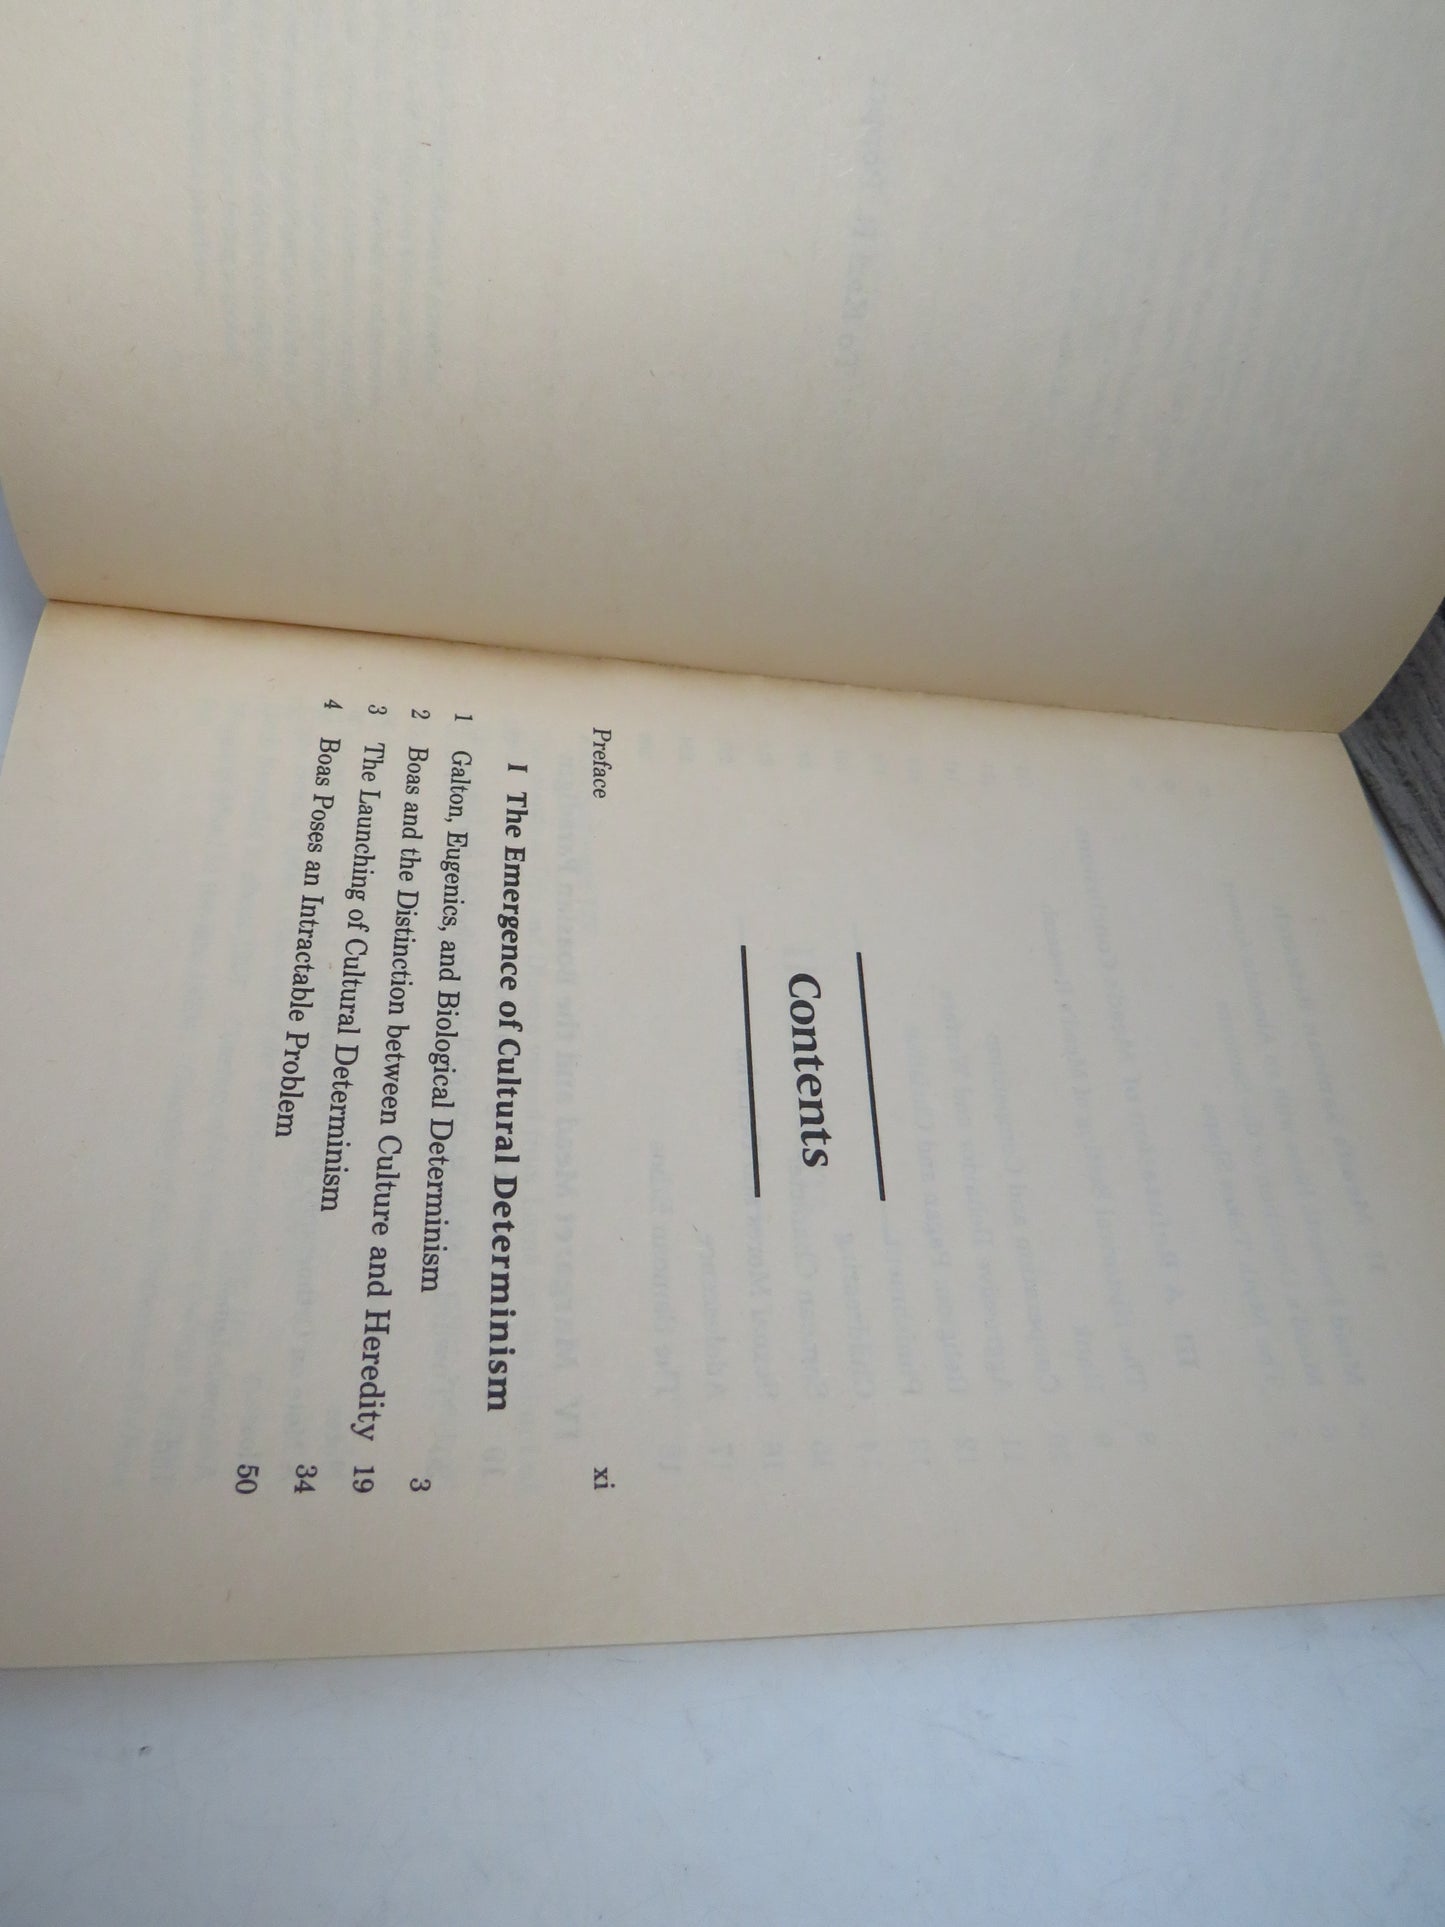 Contents
Preface xi
I The Emergence of Cultural Determinism
1 Galton, Eugenics, and Biological Determinism 3
2 Boas and the Distinction between Culture and Heredity 19
3 The Launching of Cultural Determinism 34
4 Boas Poses an Intractable Problem 50